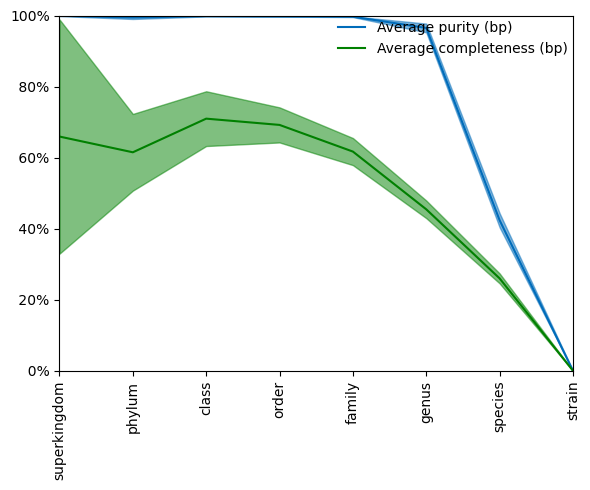 100%
80%
60%
40%
20%
0%
Average purity (bp)
Average completeness (bp)
superkingdom
phylum
class
order
family
genus
species
strain